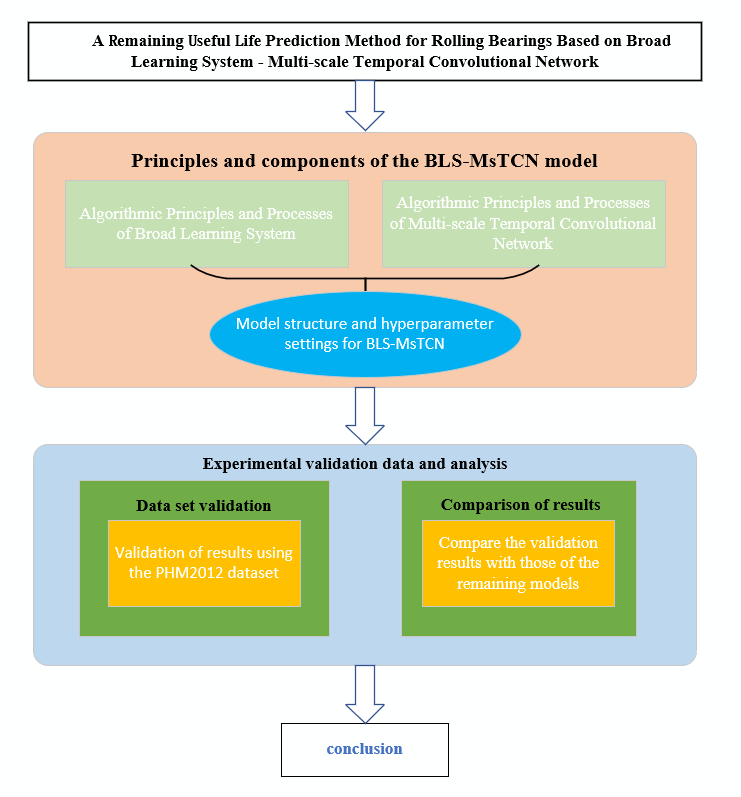 A Remaining Useful Life Prediction Method for Rolling Bearings Based on Broad
Learning System - Multi-scale Temporal Convolutional Network
Principles and components of the BLS-MsTCN model
Algorithmic Principles and Processes
of Broad Learning System
Algorithmic Principles and Processes
of Multi-scale Temporal Convolutional
Network
Model structure and hyperparameter
settings for BLS-MsTCN
Experimental validation data and analysis
Data set validation
Validation of results using
the PHM2012 dataset
Comparison of results
Compare the validation
results with those of the
remaining models
conclusion